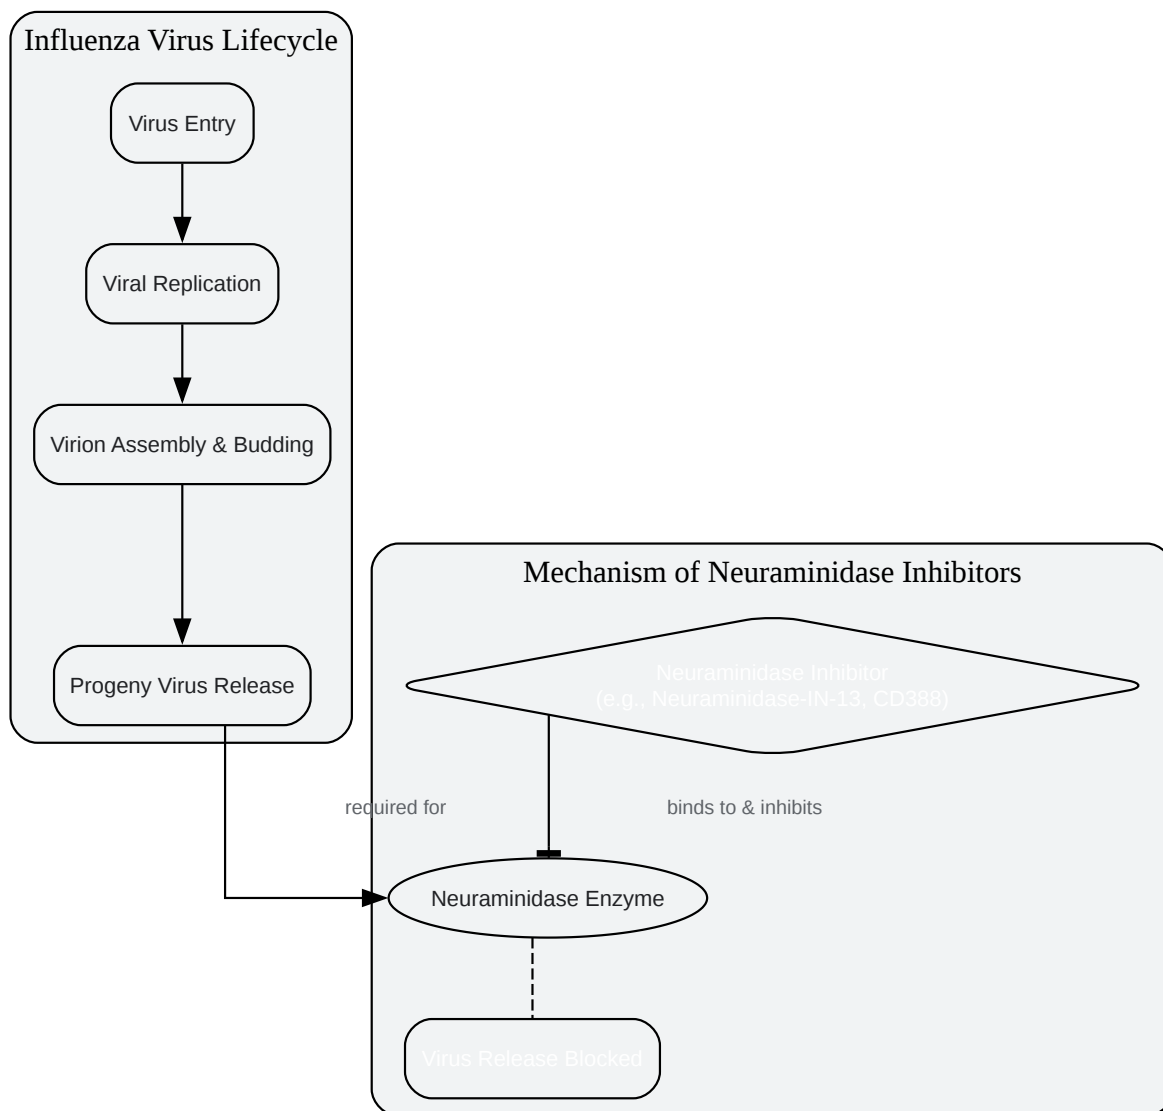 Influenza Virus Lifecycle
Virus Entry
Viral Replication
Virion Assembly & Budding
Progeny Virus Release
Mechanism of Neuraminidase Inhibitors
Neuraminidase Inhibitor
(e.g., Neuraminidase-IN-13, CD388)
required for
binds to & inhibits
Neuraminidase Enzyme
Virus Release Blocked